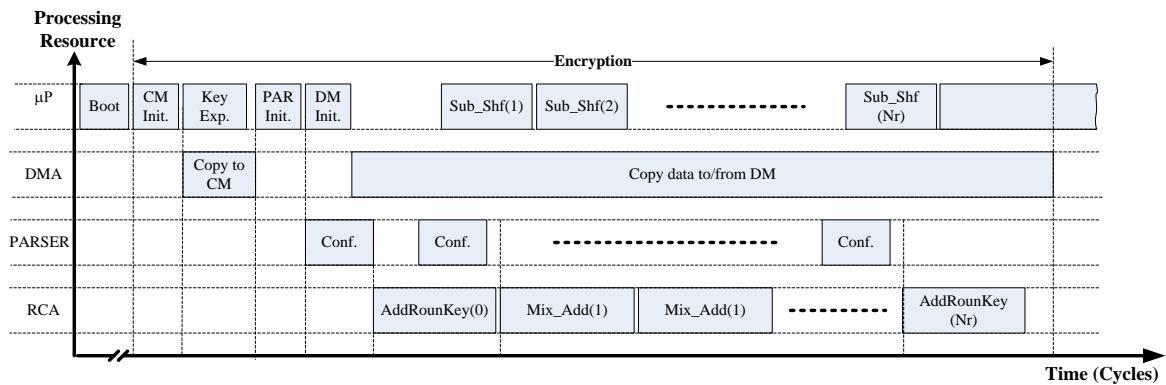 Processing
Resource
Encryption
μP
Boot
CM
Init.
Key
Exp.
PAR
Init.
DM
Init.
Sub_Shf(1)
Sub_Shf(2)
Sub_Shf
(Nr)
DMA
Copy to
CM
Copy data to/from DM
PARSER
Conf.
Conf.
Conf.
RCA
AddRounKey(0)
Mix_Add(1)
Mix_Add(1)
AddRounKey
(Nr)
Time (Cycles)